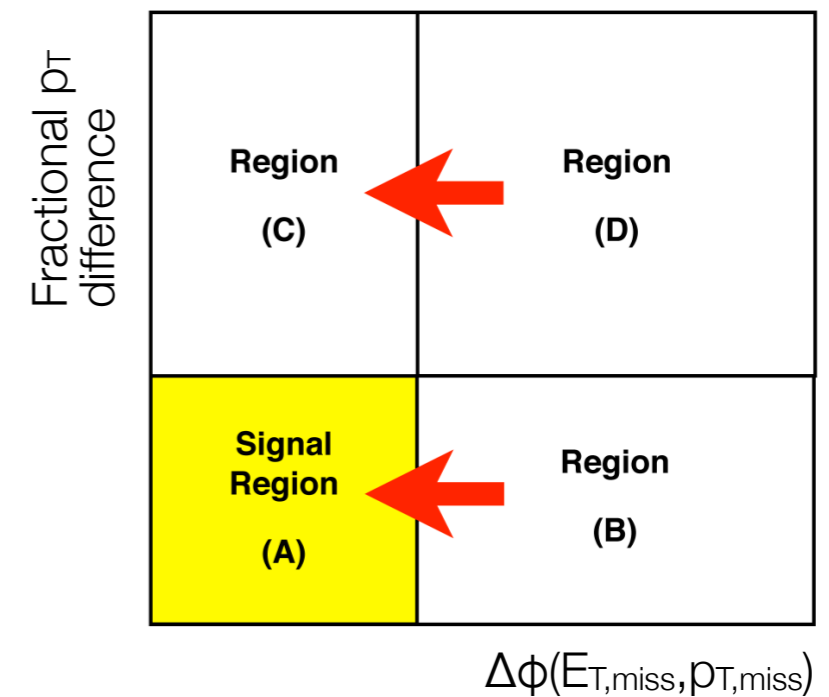 Fractional pT
difference
Region
(C)
Region
(D)
Signal
Region
(A)
Region
(B)
Δφ(ET,miss,pT,miss)